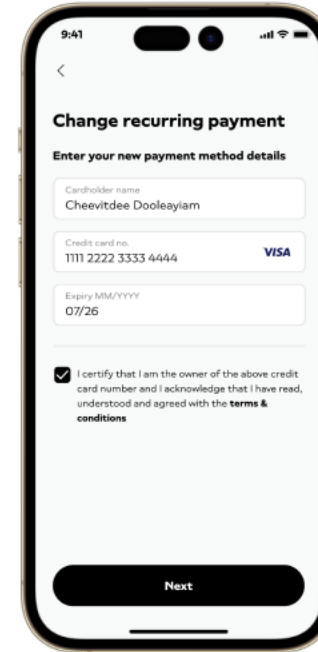 9:41
Change recurring payment
Enter your new payment method details
Cardholder name
Cheevitdee Dooleayiam
Credit card no.
1111 2222 3333 4444
VISA
Expiry MM/YYYY
07/26
I certify that I am the owner of the above credit
card number and I acknowledge that I have read,
understood and agreed with the terms &
conditions
Next